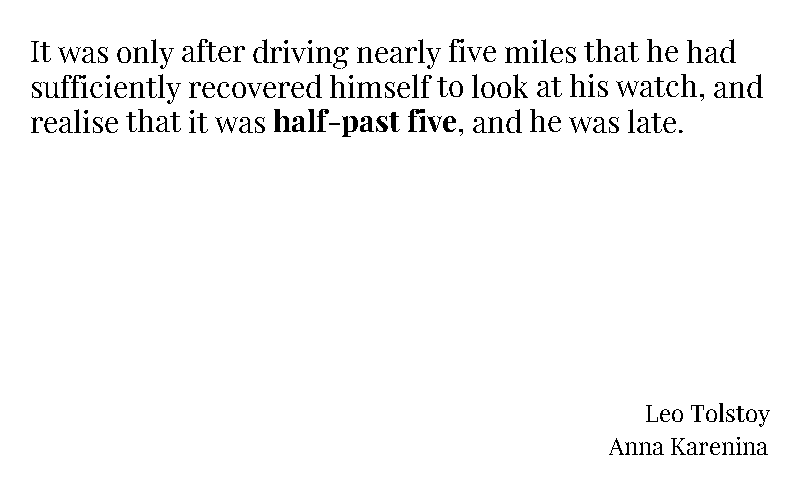 It was only after driving nearly five miles that he had
sufficiently recovered himself to look at his watch, and
realise that it was half-past five, and he was late.
Leo Tolstoy
Anna Karenina